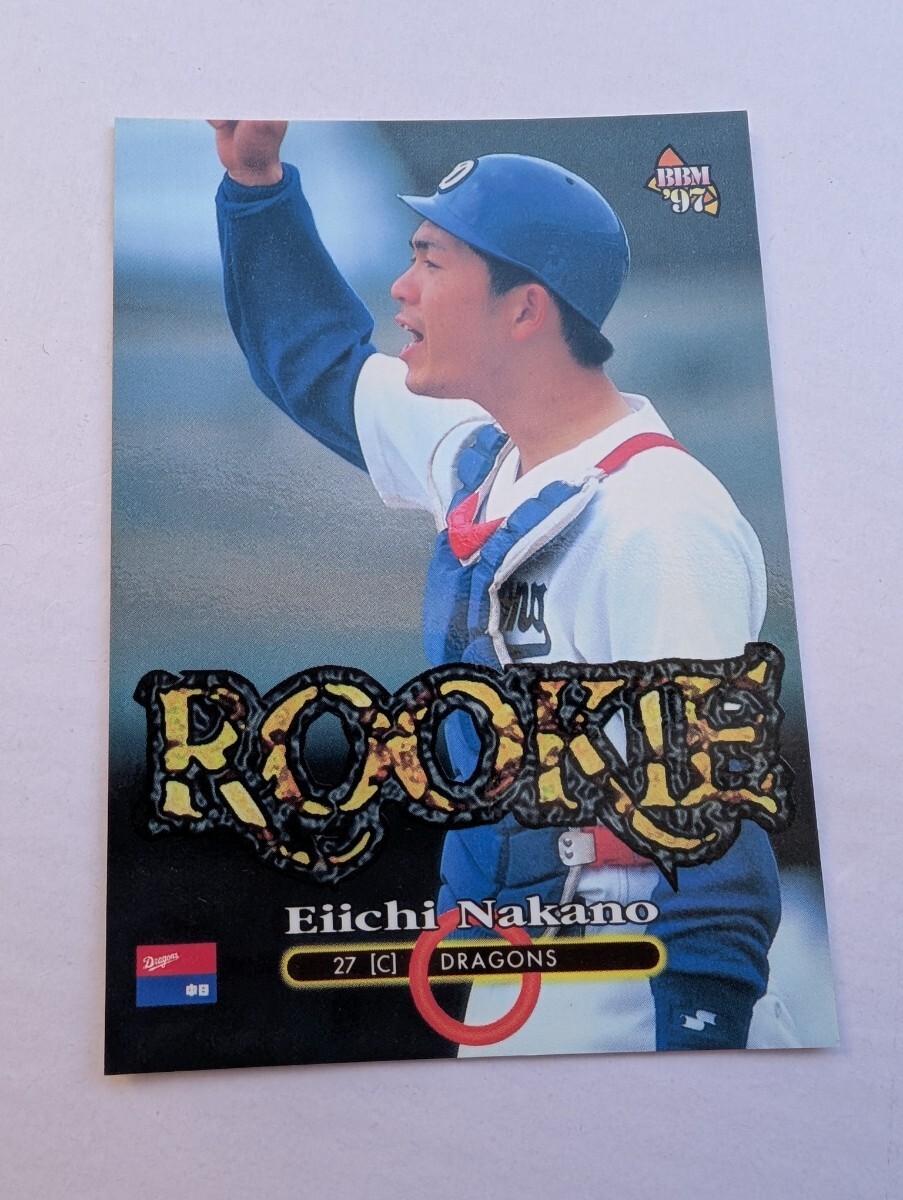 BBM
'97
ROOKIE
Eiichi Nakano
27 [C] DRAGONS
Dragons
中日